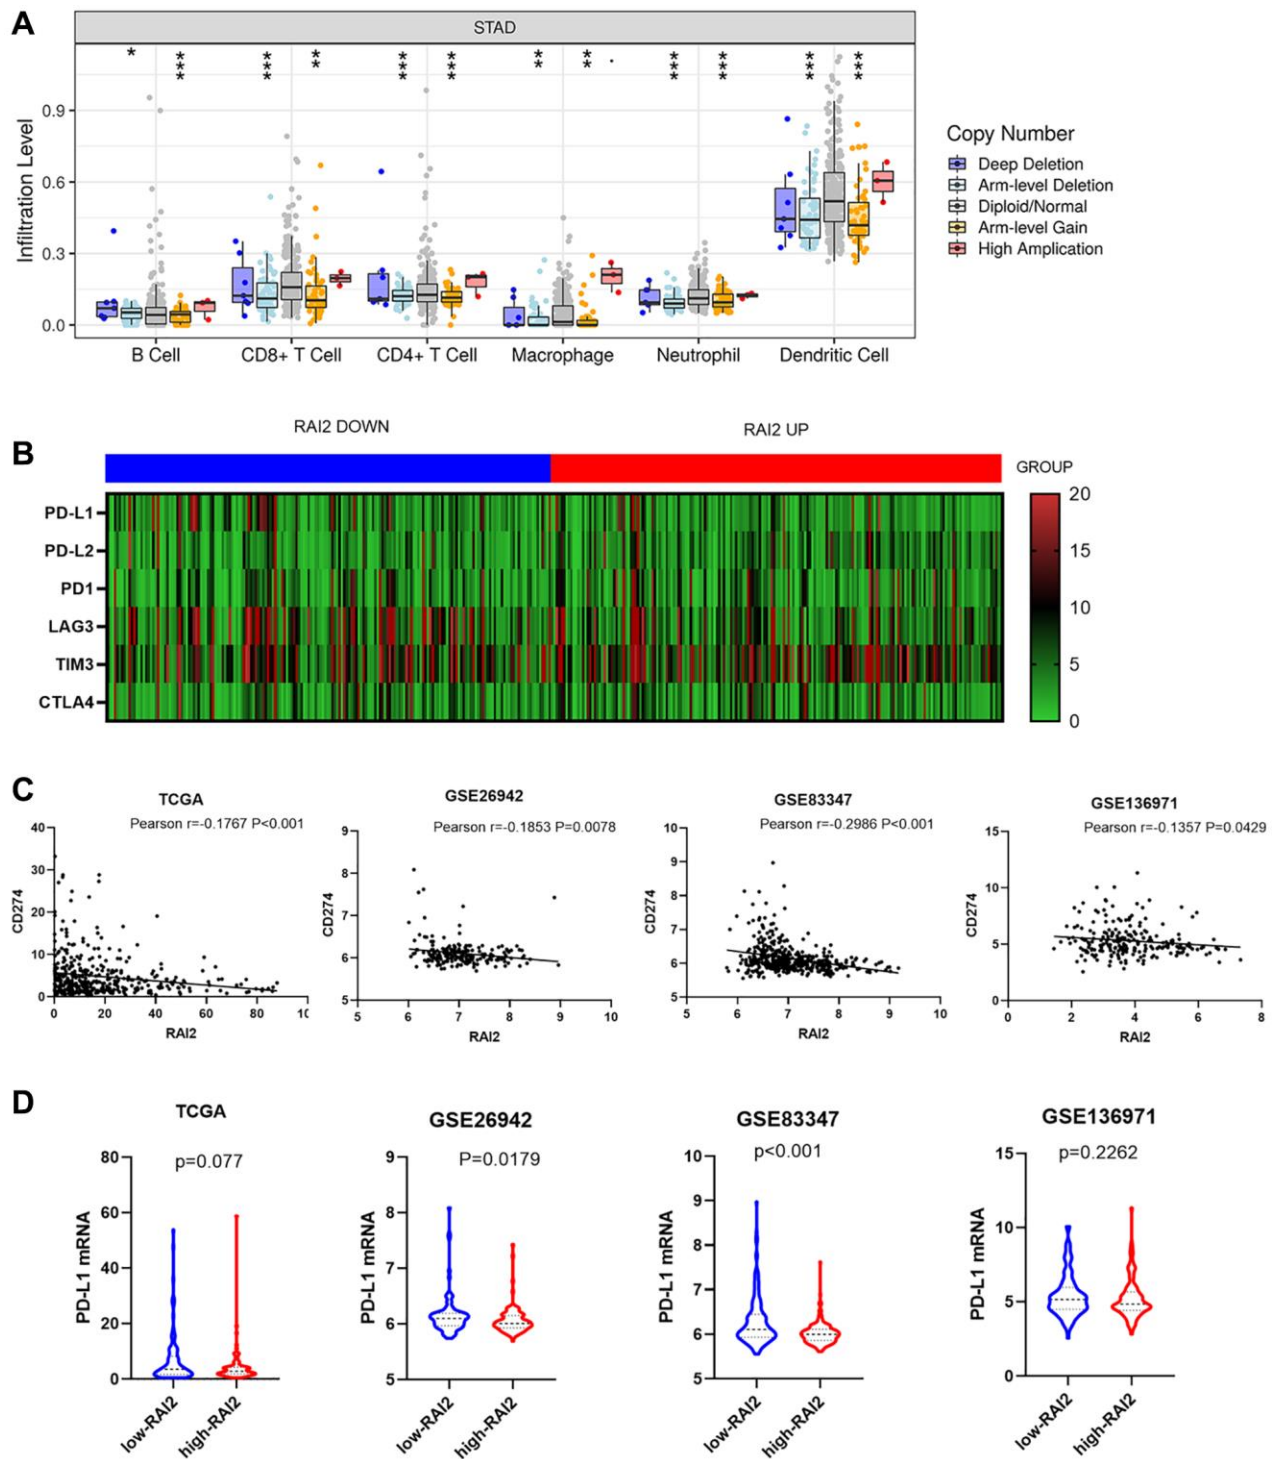 A
STAD
* *** *** ** *** *** ** ** . *** *** *** ***
Infiltration Level
0.9
0.6
0.3
0.0
B Cell CD8+ T Cell CD4+ T Cell Macrophage Neutrophil Dendritic Cell
Copy Number
Deep Deletion
Arm-level Deletion
Diploid/Normal
Arm-level Gain
High Amplication
B
RAI2 DOWN RAI2 UP
GROUP
PD-L1
PD-L2
PD1
LAG3
TIM3
CTLA4
20
15
10
5
0
C
TCGA
Pearson r=-0.1767 P<0.001
CD274
40
30
20
10
0
0 20 40 60 80 10
RAI2
GSE26942
Pearson r=-0.1853 P=0.0078
CD274
9
8
7
6
5
5 6 7 8 9 10
RAI2
GSE83347
Pearson r=-0.2986 P<0.001
CD274
10
9
8
7
6
5
5 6 7 8 9 10
RAI2
GSE136971
Pearson r=-0.1357 P=0.0429
CD274
15
10
5
0
0 2 4 6 8
RAI2
D
TCGA
p=0.077
PD-L1 mRNA
80
60
40
20
0
low-RAI2 high-RAI2
GSE26942
P=0.0179
PD-L1 mRNA
9
8
7
6
5
low-RAI2 high-RAI2
GSE83347
p<0.001
PD-L1 mRNA
10
9
8
7
6
5
low-RAI2 high-RAI2
GSE136971
p=0.2262
PD-L1 mRNA
15
10
5
0
low-RAI2 high-RAI2